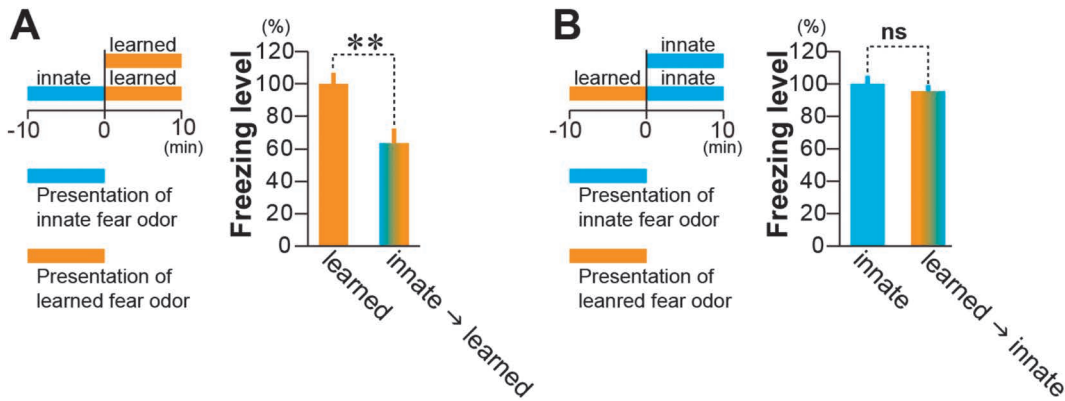 A
learned
innate
learned
-10
0
10
(min)
Presentation of
innate fear odor
Presentation of
learned fear odor
(%)
**
Freezing level
120
100
80
60
40
20
0
learned
innate → learned
B
innate
learned
innate
-10
0
10
(min)
Presentation of
innate fear odor
Presentation of
leanred fear odor
(%)
ns
Freezing level
120
100
80
60
40
20
0
innate
learned → innate